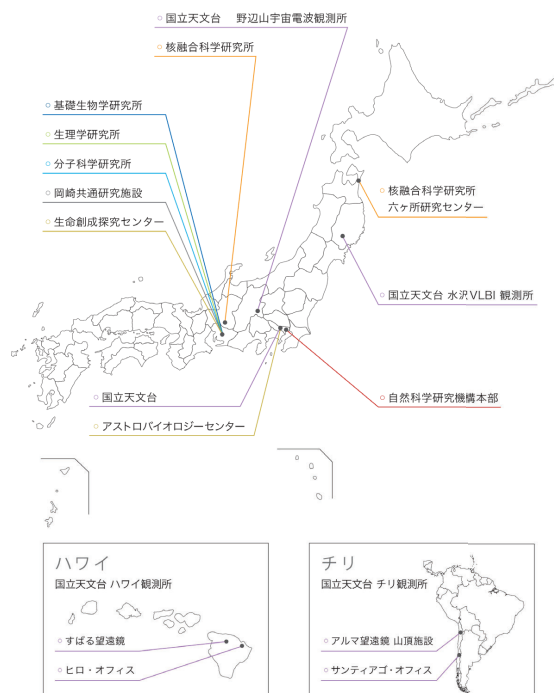 国立天文台　野辺山宇宙電波観測所
核融合科学研究所
基礎生物学研究所
生理学研究所
分子科学研究所
岡崎共通研究施設
生命創成探究センター
核融合科学研究所
六ヶ所研究センター
国立天文台 水沢VLBI 観測所
国立天文台
アストロバイオロジーセンター
自然科学研究機構本部
ハワイ
国立天文台 ハワイ観測所
すばる望遠鏡
ヒロ・オフィス
チリ
国立天文台 チリ観測所
アルマ望遠鏡 山頂施設
サンティアゴ・オフィス